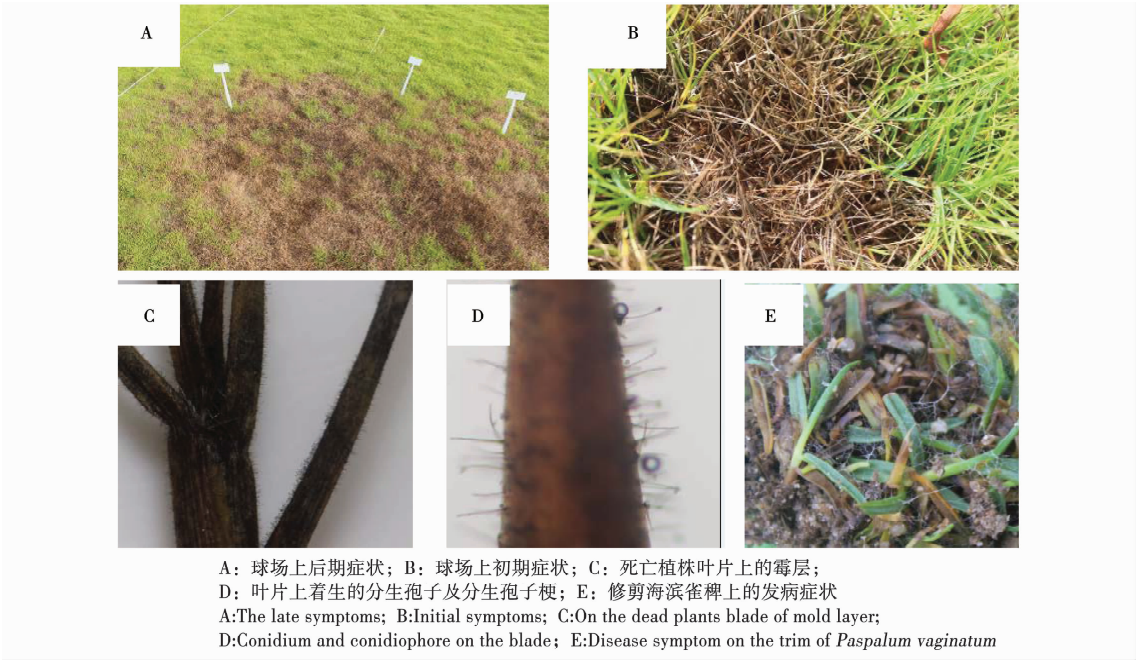 A
B
C
D
E
A：球场上后期症状；B：球场上初期症状；C：死亡植株叶片上的霉层；
D：叶片上着生的分生孢子及分生孢子梗；E：修剪海滨雀稗上的发病症状
A:The late symptoms; B:Initial symptoms; C:On the dead plants blade of mold layer;
D:Conidium and conidiophore on the blade; E:Disease symptom on the trim of Paspalum vaginatum